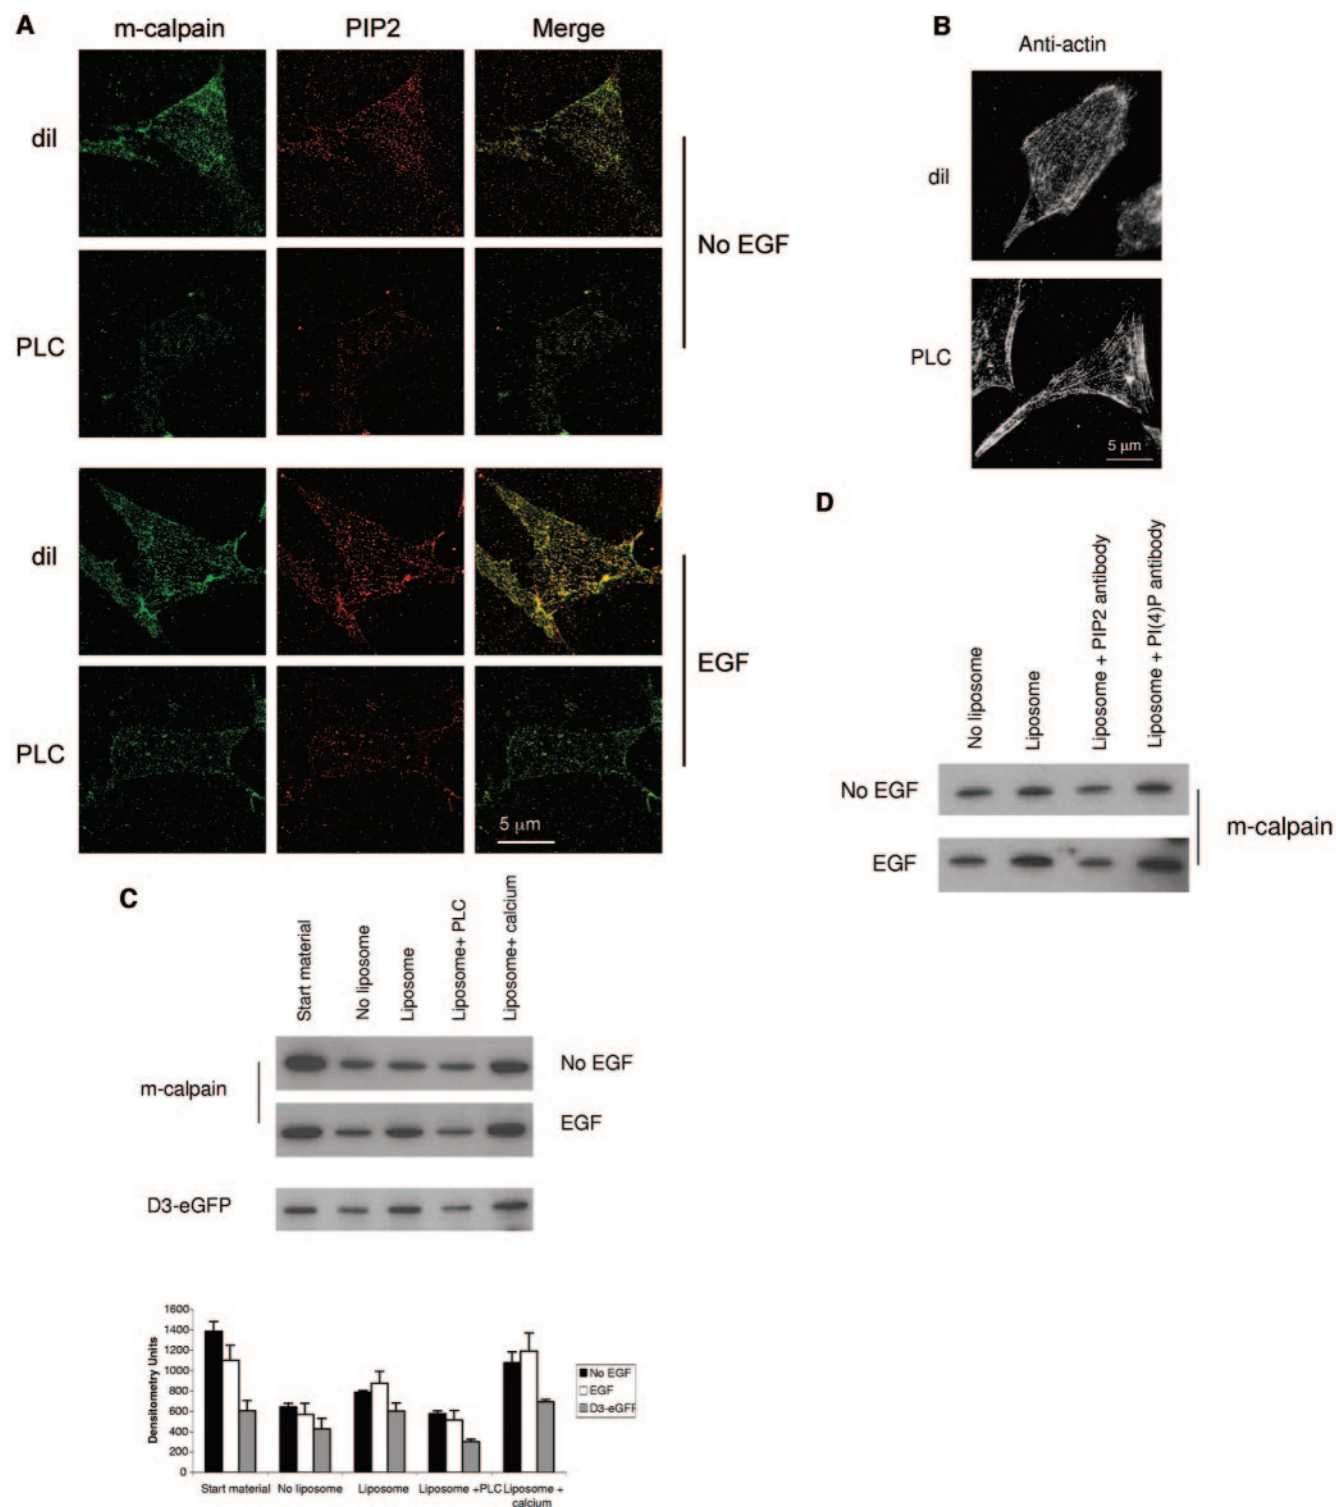 A
m-calpain
PIP2
Merge
dil
No EGF
PLC
dil
EGF
PLC
5 μm
B
Anti-actin
dil
PLC
5 μm
D
No liposome
Liposome
Liposome + PIP2 antibody
Liposome + PI(4)P antibody
No EGF
EGF
m-calpain
C
Start material
No liposome
Liposome
Liposome+ PLC
Liposome+ calcium
m-calpain
No EGF
EGF
D3-eGFP
Densitometry Units
1600
1400
1200
1000
800
600
400
200
0
No EGF
EGF
D3-eGFP
Start material
No liposome
Liposome
Liposome +PLC
Liposome +
calcium